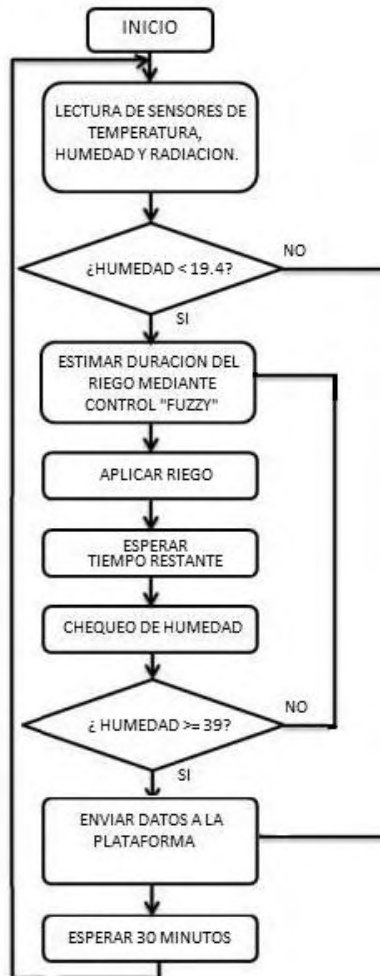 INICIO
LECTURA DE SENSORES DE
TEMPERATURA,
HUMEDAD Y RADIACION.
¿HUMEDAD < 19.4?
NO
SI
ESTIMAR DURACION DEL
RIEGO MEDIANTE
CONTROL "FUZZY"
APLICAR RIEGO
ESPERAR
TIEMPO RESTANTE
CHEQUEO DE HUMEDAD
¿ HUMEDAD >= 39?
NO
SI
ENVIAR DATOS A LA
PLATAFORMA
ESPERAR 30 MINUTOS